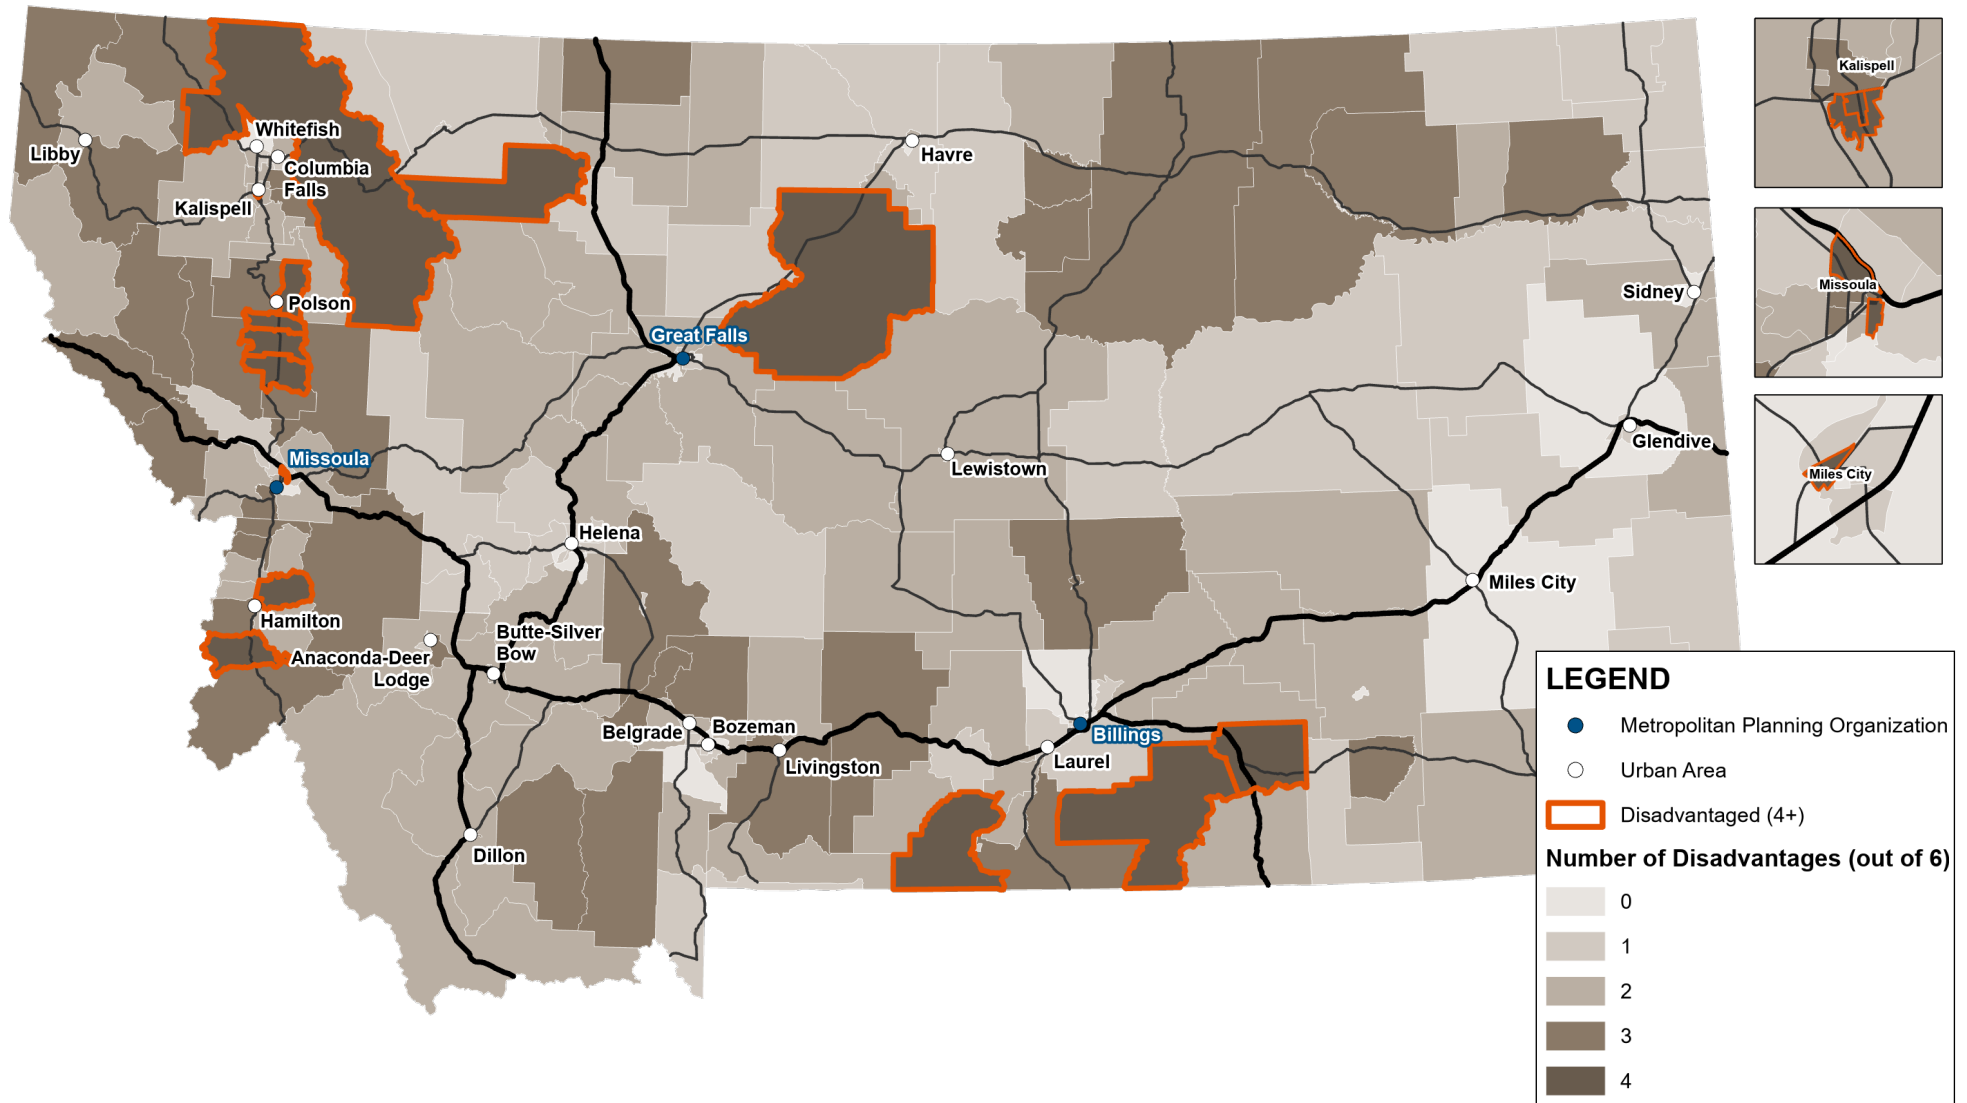 Whitefish
Libby
Columbia
Falls
Kalispell
Havre
Polson
Sidney
Great Falls
Glendive
Missoula
Lewistown
Helena
Miles City
Hamilton
Butte-Silver
Bow
Anaconda-Deer
Lodge
Belgrade
Bozeman
Billings
Livingston
Laurel
Dillon
Kalispell
Missoula
Miles City
LEGEND
Metropolitan Planning Organization
Urban Area
Disadvantaged (4+)
Number of Disadvantages (out of 6)
0
1
2
3
4